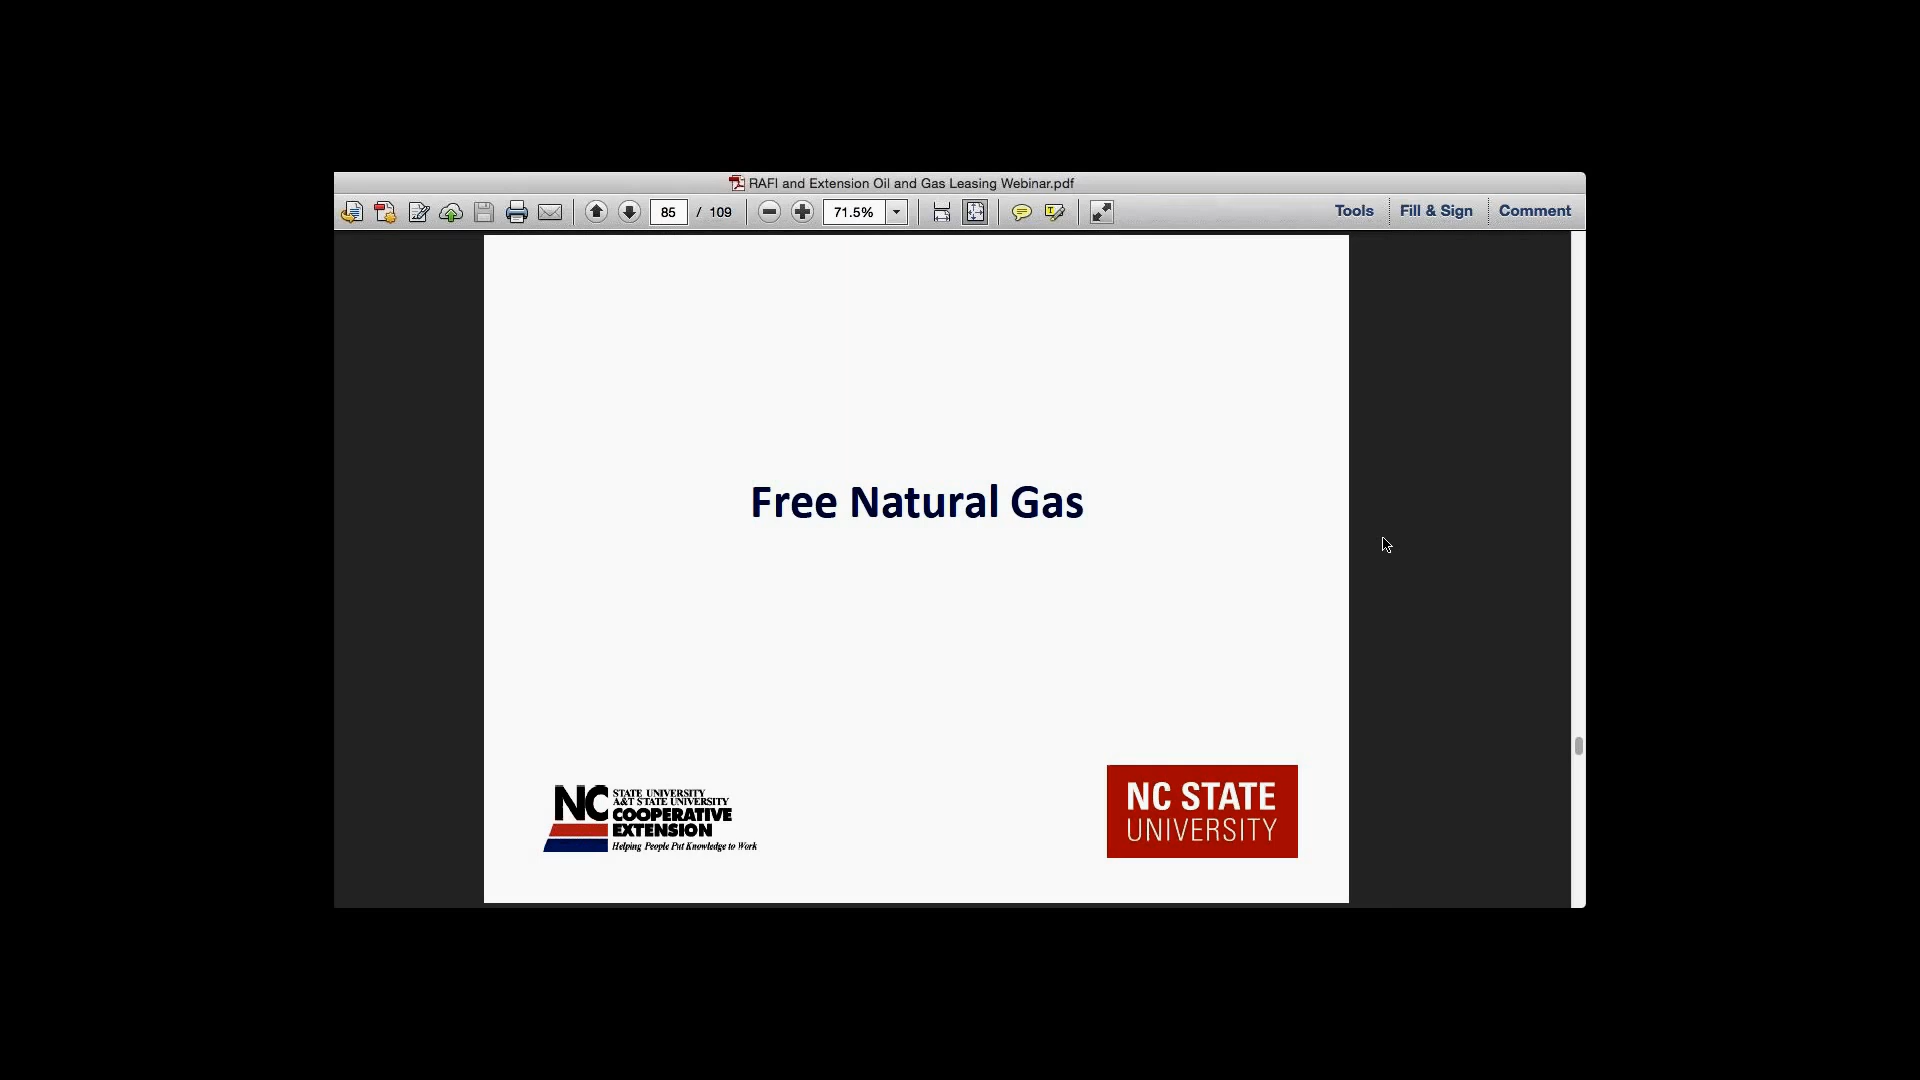 RAFI and Extension Oil and Gas Leasing Webinar.pdf
85 / 109
71.5%
Tools
Fill & Sign
Comment
Free Natural Gas
NC
STATE UNIVERSITY
A&T STATE UNIVERSITY
COOPERATIVE
EXTENSION
Helping People Put Knowledge to Work
NC STATE
UNIVERSITY